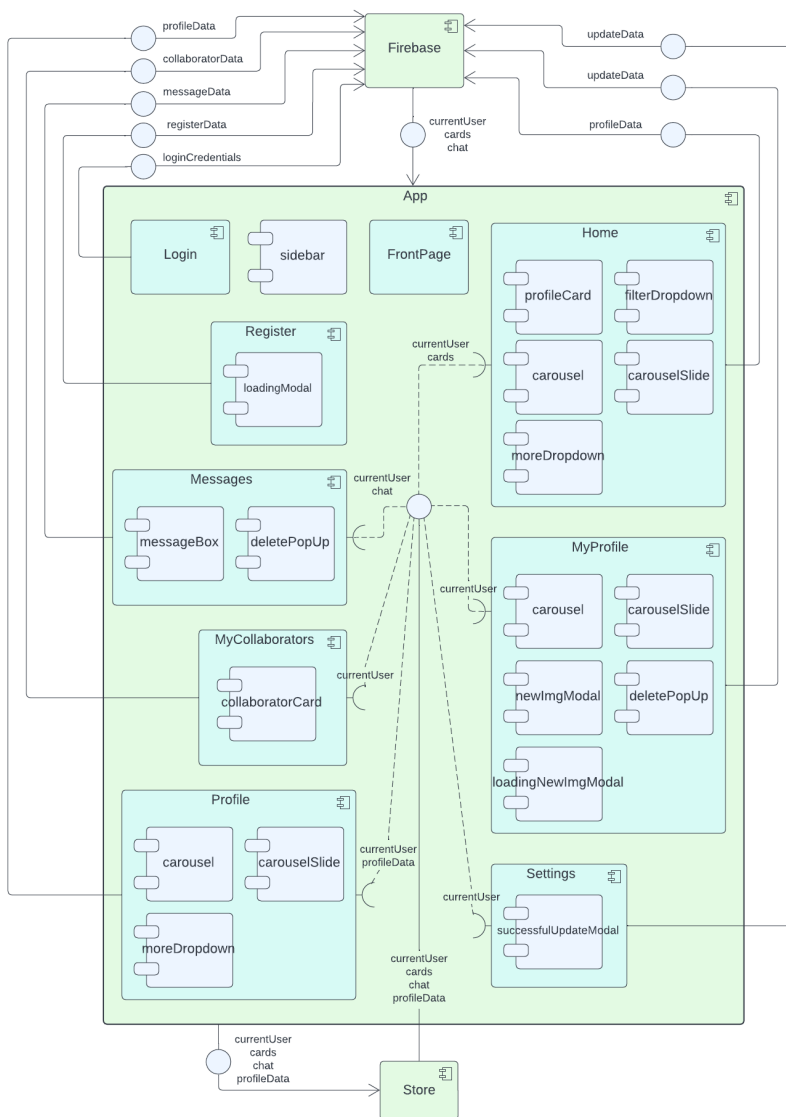 profileData
collaboratorData
messageData
registerData
loginCredentials
Firebase
updateData
updateData
profileData
currentUser
cards
chat
App
Login
sidebar
FrontPage
Home
profileCard
filterDropdown
carousel
carouselSlide
moreDropdown
Register
loadingModal
currentUser
cards
Messages
messageBox
deletePopUp
currentUser
chat
MyProfile
carousel
carouselSlide
newImgModal
deletePopUp
loadingNewImgModal
currentUser
MyCollaborators
collaboratorCard
currentUser
Profile
carousel
carouselSlide
moreDropdown
currentUser
profileData
Settings
successfulUpdateModal
currentUser
currentUser
cards
chat
profileData
currentUser
cards
chat
profileData
Store